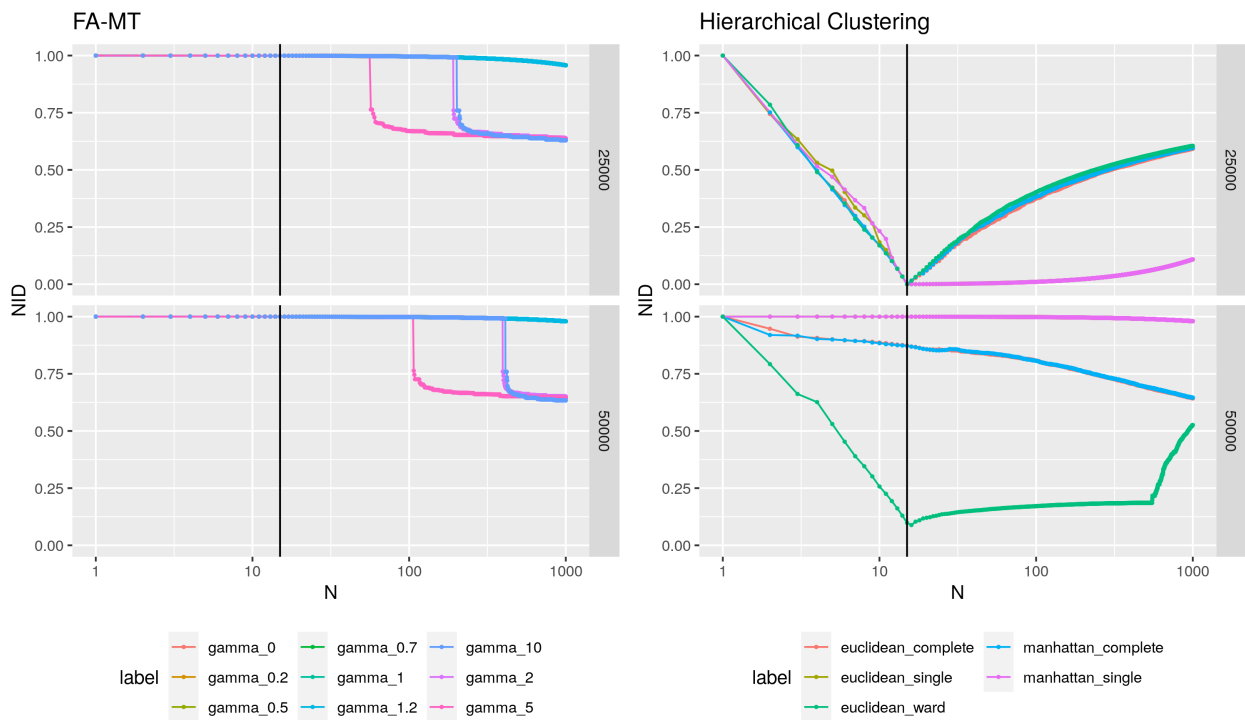 FA-MT
Hierarchical Clustering
1.00
0.75
0.50
0.25
0.00
25000
1.00
0.75
0.50
0.25
0.00
50000
NID
1
10
100
1000
N
1.00
0.75
0.50
0.25
0.00
25000
1.00
0.75
0.50
0.25
0.00
50000
NID
1
10
100
1000
N
label
gamma_0
gamma_0.2
gamma_0.5
gamma_0.7
gamma_1
gamma_1.2
gamma_10
gamma_2
gamma_5
label
euclidean_complete
euclidean_single
euclidean_ward
manhattan_complete
manhattan_single